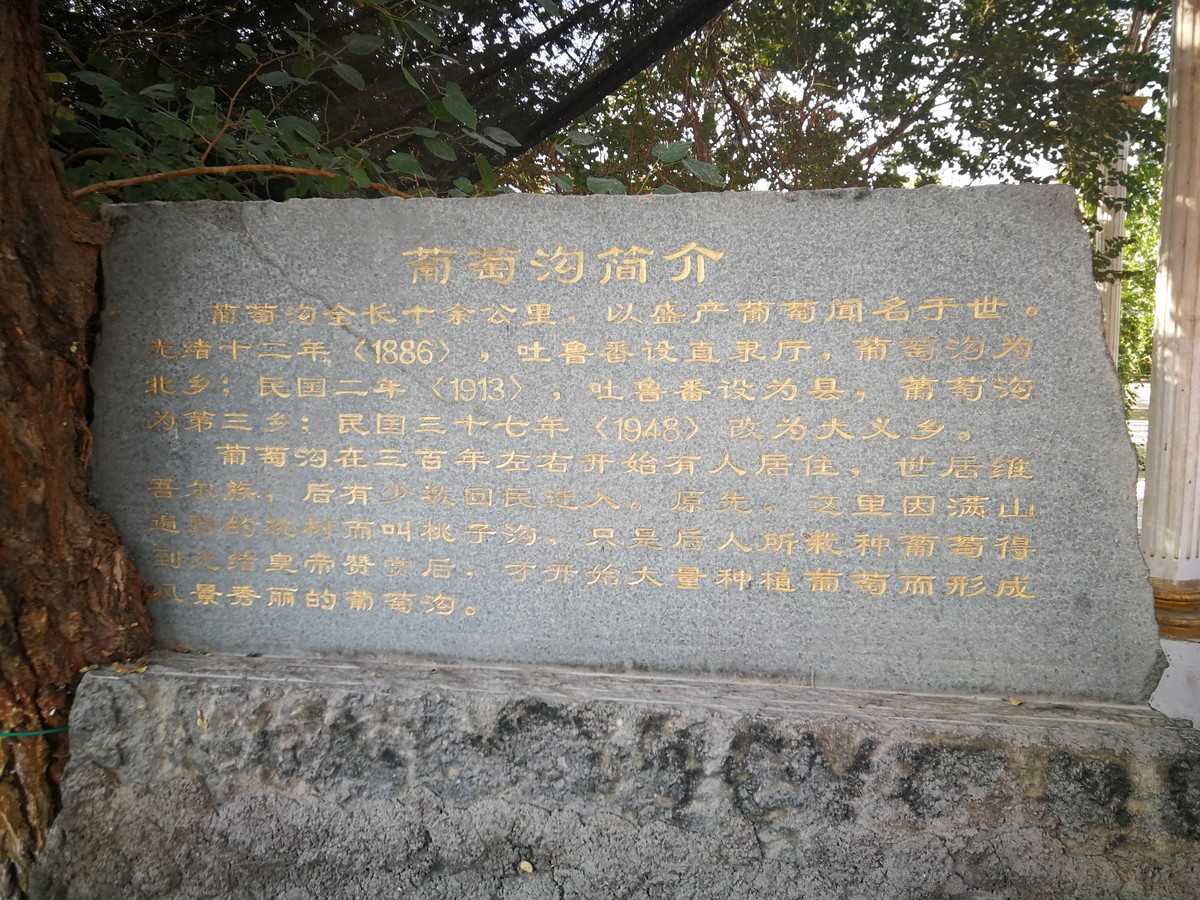 葡萄沟简介
葡萄沟全长十余公里，以盛产葡萄闻名于世。
光绪十二年〈1886〉，吐鲁番设直隶厅，葡萄沟为
北乡；民国二年〈1913〉，吐鲁番设为县，葡萄沟
为第三乡；民国三十七年〈1948〉改为大义乡。
葡萄沟在三百年左右开始有人居住，世居维
吾尔族，后有少数回民迁入。原先，这里因满山
遍野的桃树而叫桃子沟，只是后人所栽种葡萄得
到光绪皇帝赞赏后，才开始大量种植葡萄而形成
风景秀丽的葡萄沟。